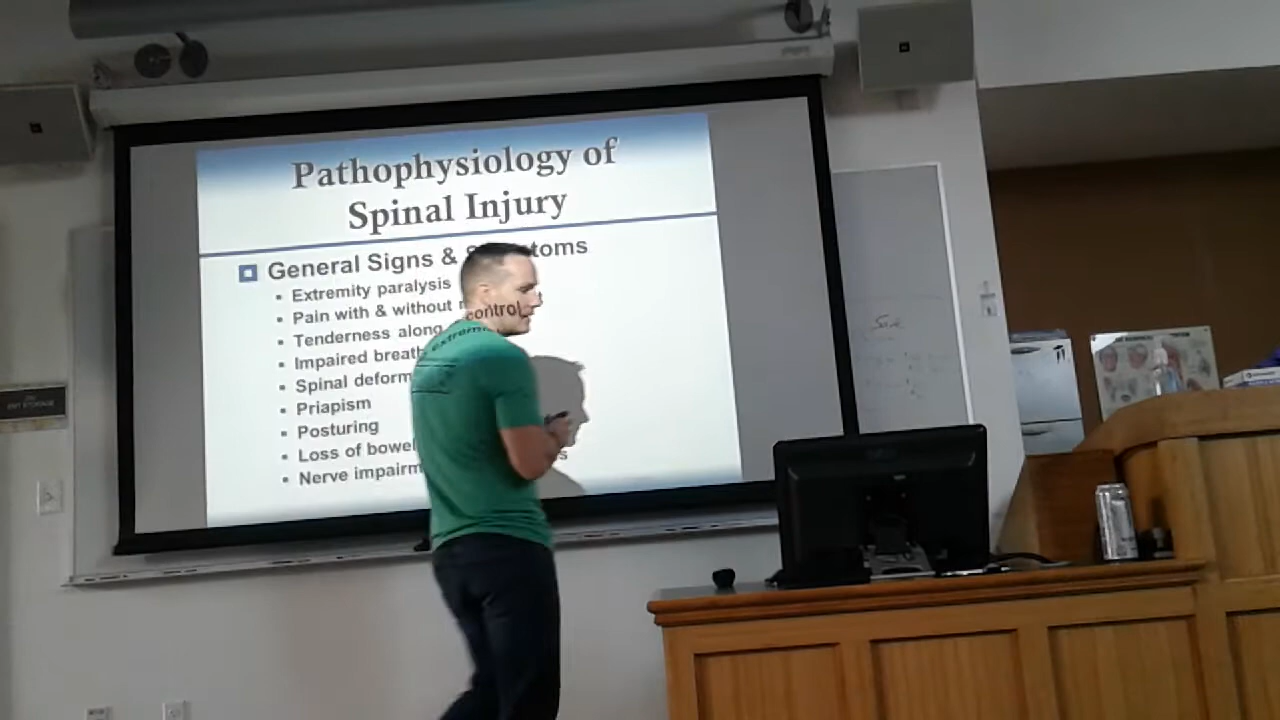 Pathophysiology of
Spinal Injury
General Signs & toms
Extremity paralysis
Pain with & without
control
Tenderness along
extrem
Impaired breath
Spinal deform
Priapism
Posturing
Loss of bowel
Nerve impairm